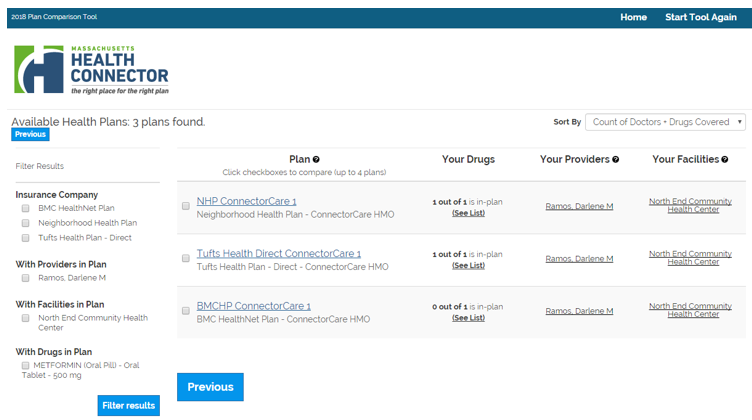 2018 Plan Comparison Tool
Home Start Tool Again
MASSACHUSETTS
HEALTH
CONNECTOR
the right place for the right plan
Available Health Plans: 3 plans found.
Sort By Count of Doctors + Drugs Covered
Previous
Filter Results
Insurance Company
BMC HealthNet Plan
Neighborhood Health Plan
Tufts Health Plan - Direct
With Providers in Plan
Ramos, Darlene M
With Facilities in Plan
North End Community Health
Center
With Drugs in Plan
METFORMIN (Oral Pill) - Oral
Tablet - 500 mg
Filter results
Plan ? Your Drugs Your Providers ? Your Facilities ?
Click checkboxes to compare (up to 4 plans)
NHP ConnectorCare 1
Neighborhood Health Plan - ConnectorCare HMO
1 out of 1 is in-plan
(See List)
Ramos, Darlene M
North End Community
Health Center
Tufts Health Direct ConnectorCare 1
Tufts Health Plan - Direct - ConnectorCare HMO
1 out of 1 is in-plan
(See List)
Ramos, Darlene M
North End Community
Health Center
BMCHP ConnectorCare 1
BMC HealthNet Plan - ConnectorCare HMO
0 out of 1 is in-plan
(See List)
Ramos, Darlene M
North End Community
Health Center
Previous